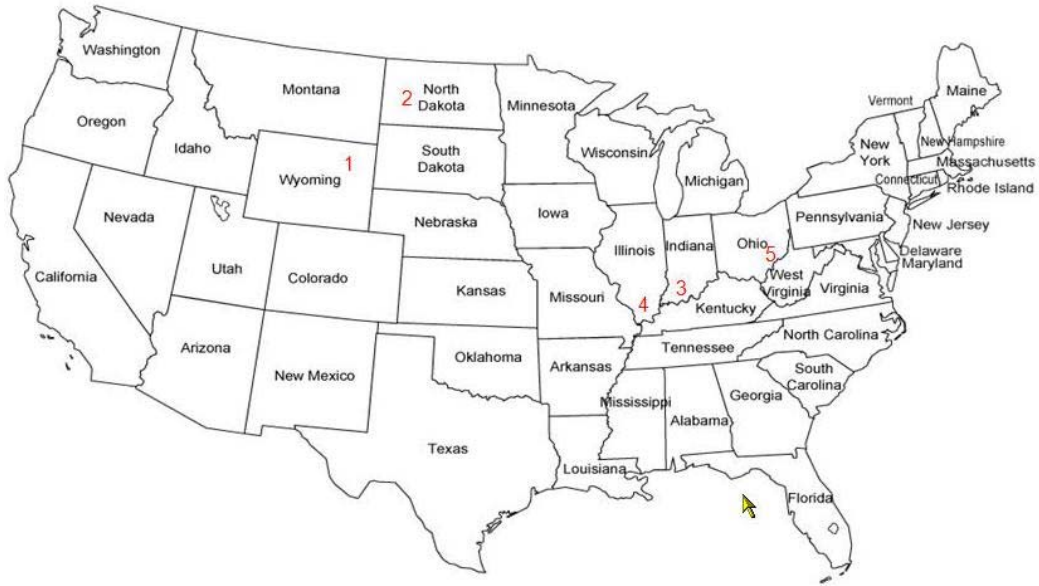 Washington
Montana
2
North
Dakota
Minnesota
Maine
Vermont
Oregon
Idaho
1
Wyoming
South
Dakota
Wisconsin
Michigan
New
York
New Hampshire
Massachusetts
Connecticut
Rhode Island
Nevada
Nebraska
Iowa
Illinois
Indiana
Ohio
5
Pennsylvania
New Jersey
Delaware
Maryland
California
Utah
Colorado
Kansas
Missouri
4
3
Kentucky
West
Virginia
Virginia
Arizona
New Mexico
Oklahoma
Arkansas
Tennessee
North Carolina
South
Carolina
Mississippi
Alabama
Georgia
Texas
Louisiana
Florida